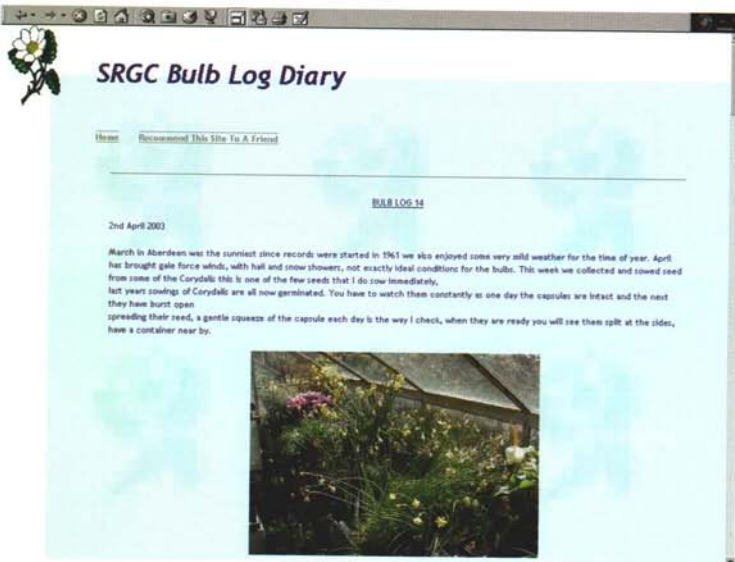 SRGC Bulb Log Diary
Home Recommend This Site To A Friend
BULB LOG 14
2nd April 2003
March in Aberdeen was the sunniest since records were started in 1961 we also enjoyed some very mild weather for the time of year. April
has brought gale force winds, with hail and snow showers, not exactly ideal conditions for the bulbs. This week we collected and sowed seed
from some of the Corydalis this is one of the few seeds that I do sow immediately,
last years sowings of Corydalis are all now germinated. You have to watch them constantly as one day the capsules are intact and the next
they have burst open
spreading their seed, a gentle squeeze of the capsule each day is the way I check, when they are ready you will see them split at the sides,
have a container near by.